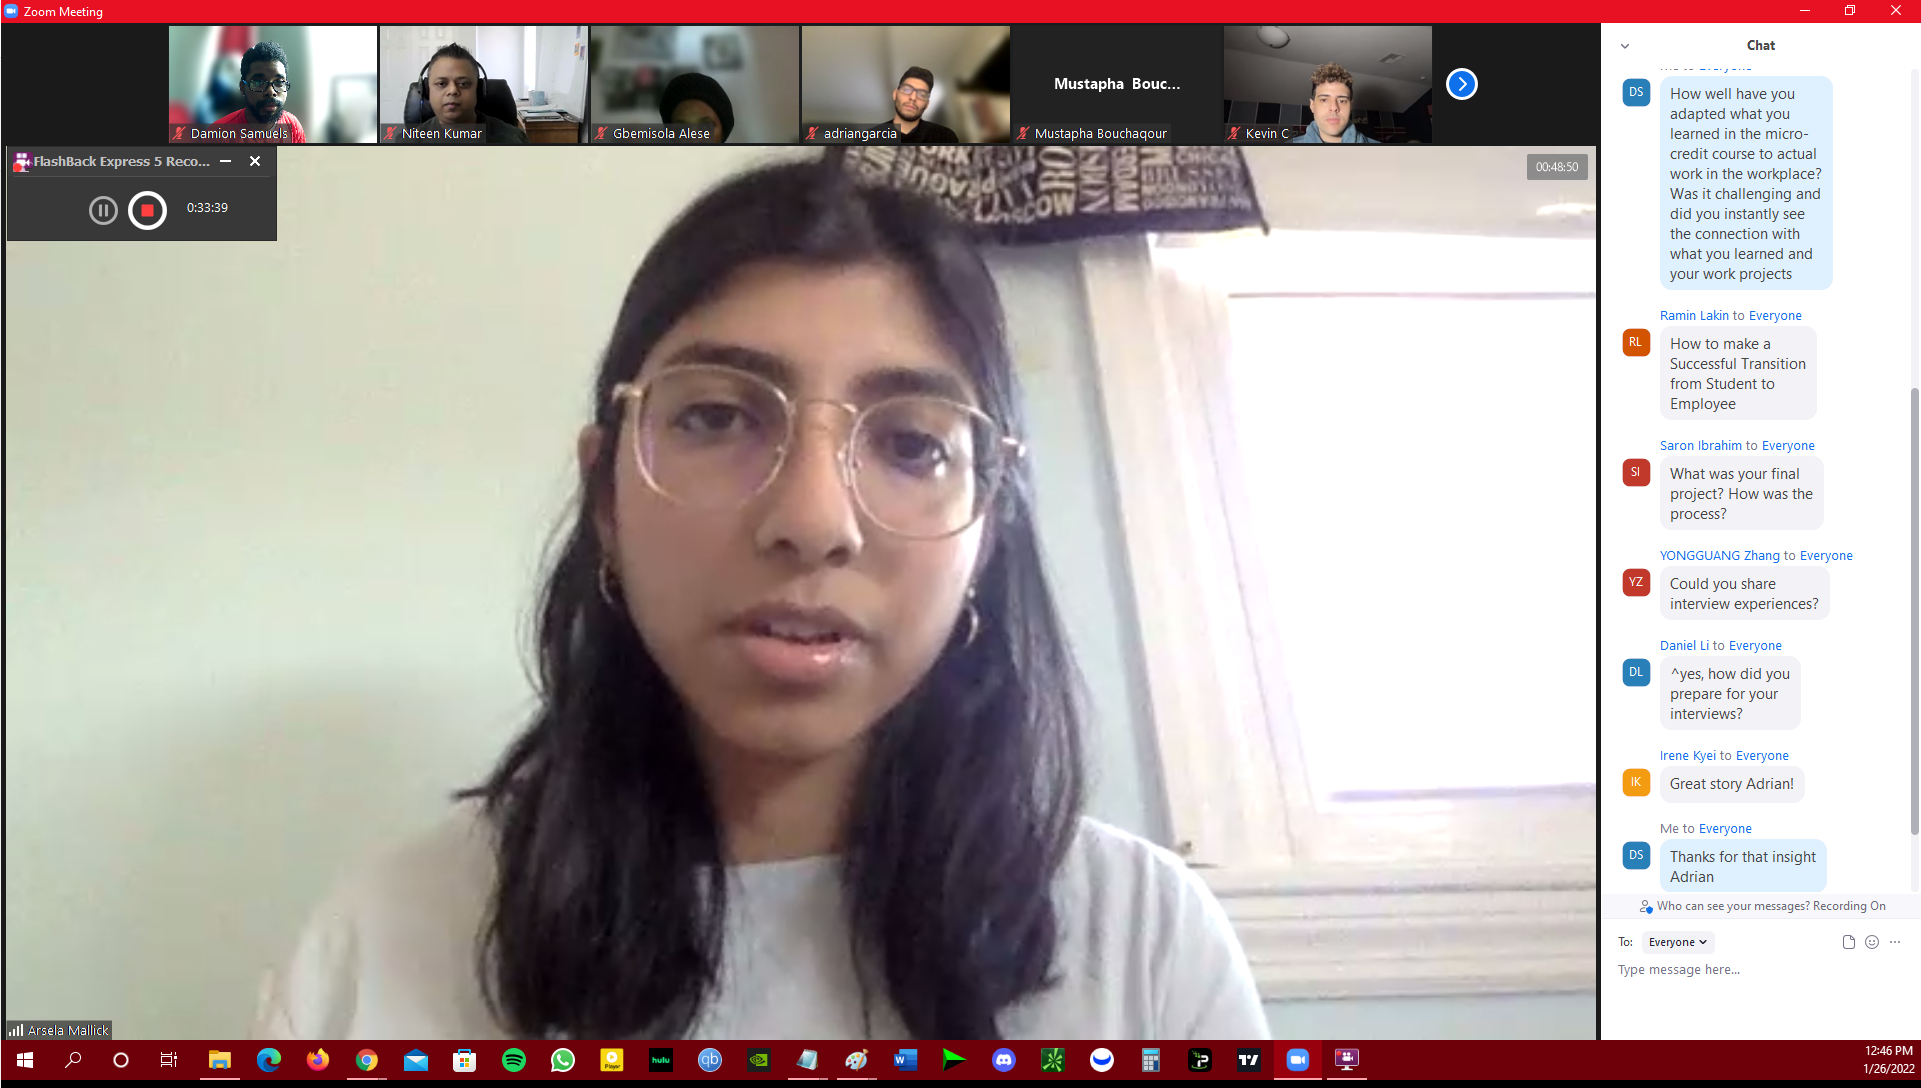 Zoom Meeting
Damion Samuels
Niteen Kumar
Gbemisola Alese
adriangarcia
Mustapha Bouc...
Mustapha Bouchaqour
Kevin C
FlashBack Express 5 Reco...
0:33:39
00:48:50
PRAGUE
Arsela Mallick
Chat
Me to Everyone
DS
How well have you
adapted what you
learned in the micro-
credit course to actual
work in the workplace?
Was it challenging and
did you instantly see
the connection with
what you learned and
your work projects
Ramin Lakin to Everyone
RL
How to make a
Successful Transition
from Student to
Employee
Saron Ibrahim to Everyone
SI
What was your final
project? How was the
process?
YONGGUANG Zhang to Everyone
YZ
Could you share
interview experiences?
Daniel Li to Everyone
DL
^yes, how did you
prepare for your
interviews?
Irene Kyei to Everyone
IK
Great story Adrian!
Me to Everyone
DS
Thanks for that insight
Adrian
Who can see your messages? Recording On
To: Everyone
Type message here...
Player
hulu
qb
W
12:46 PM
1/26/2022